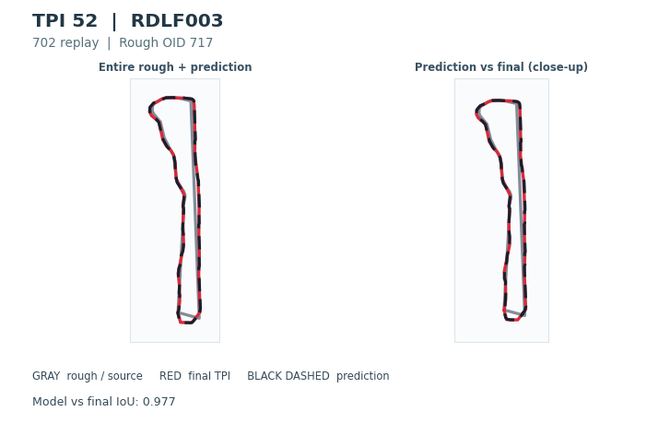 TPI 52 | RDLF003
702 replay | Rough OID 717
Entire rough + prediction
Prediction vs final (close-up)
GRAY rough / source RED final TPI BLACK DASHED prediction
Model vs final IoU: 0.977